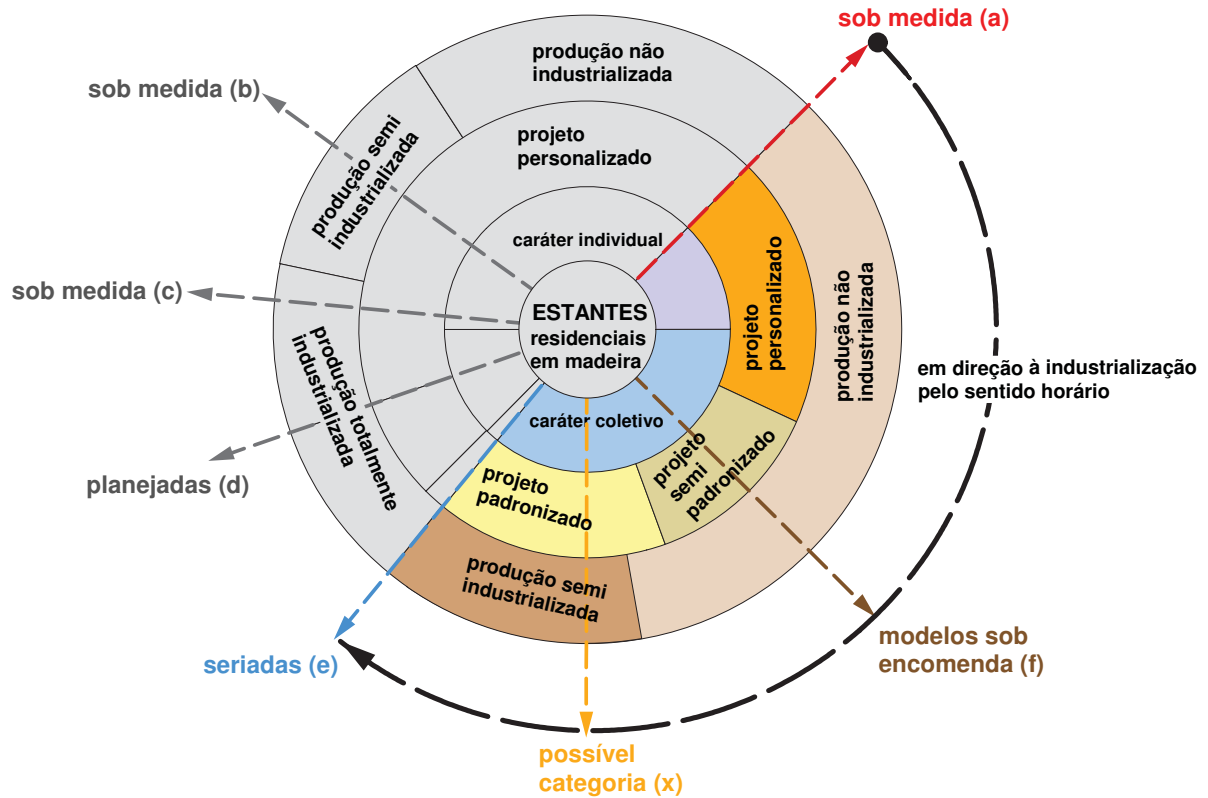 sob medida (a)
produção não
industrializada
sob medida (b)
produção semi
industrializada
projeto
personalizado
caráter individual
sob medida (c)
ESTANTES
residenciais
em madeira
projeto
personalizado
produção não
industrializada
em direção à industrialização
pelo sentido horário
produção totalmente
industrializada
caráter coletivo
projeto
semi
padronizado
projeto
padronizado
planejadas (d)
produção semi
industrializada
seriadas (e)
modelos sob
encomenda (f)
possível
categoria (x)